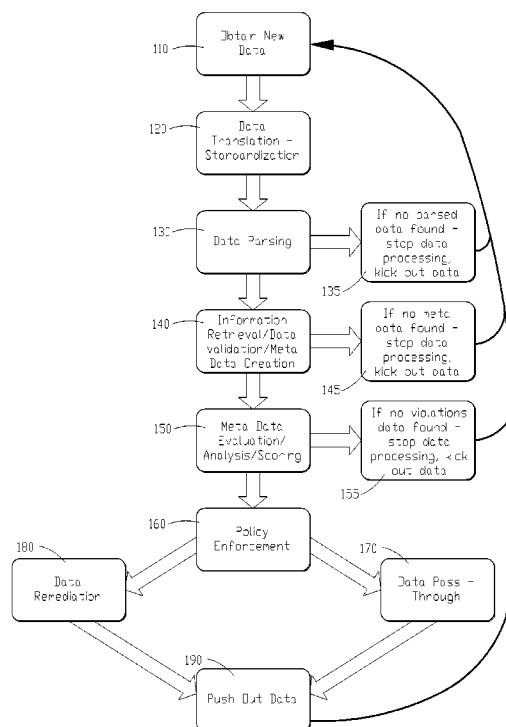 110
Obtain New
Data
120
Data
Translation -
Standardization
130
Data Parsing
If no parsed
data found -
stop data
processing,
kick out data
135
140
Information
Retrieval/Data
validation/Meta
Data Creation
If no meta
data found -
stop data
processing,
kick out data
145
150
Meta Data
Evaluation/
Analysis/Scoring
If no violations
data found -
stop data
processing, kick
out data
155
160
Policy
Enforcement
180
Data
Remediation
170
Data Pass -
Through
190
Push Out Data